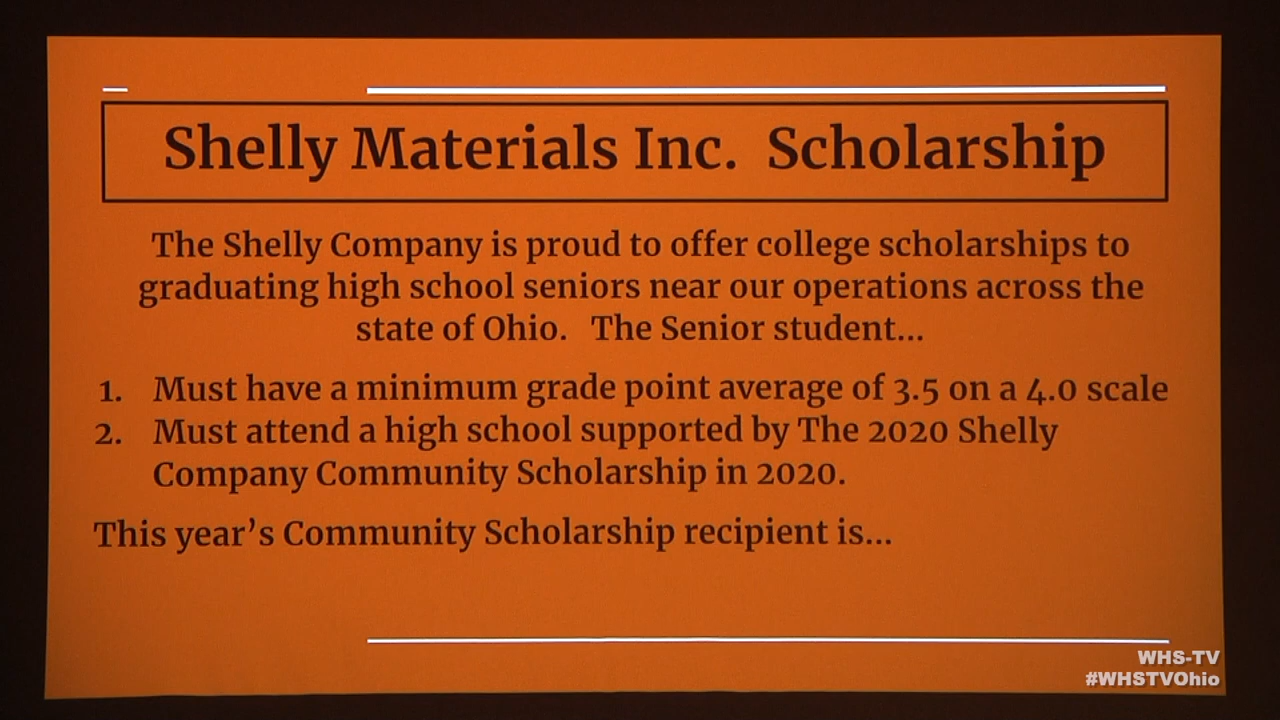 Shelly Materials Inc. Scholarship
The Shelly Company is proud to offer college scholarships to
graduating high school seniors near our operations across the
state of Ohio. The Senior student...
1. Must have a minimum grade point average of 3.5 on a 4.0 scale
2. Must attend a high school supported by The 2020 Shelly
Company Community Scholarship in 2020.
This year’s Community Scholarship recipient is...
WHS-TV
#WHSTVOhio